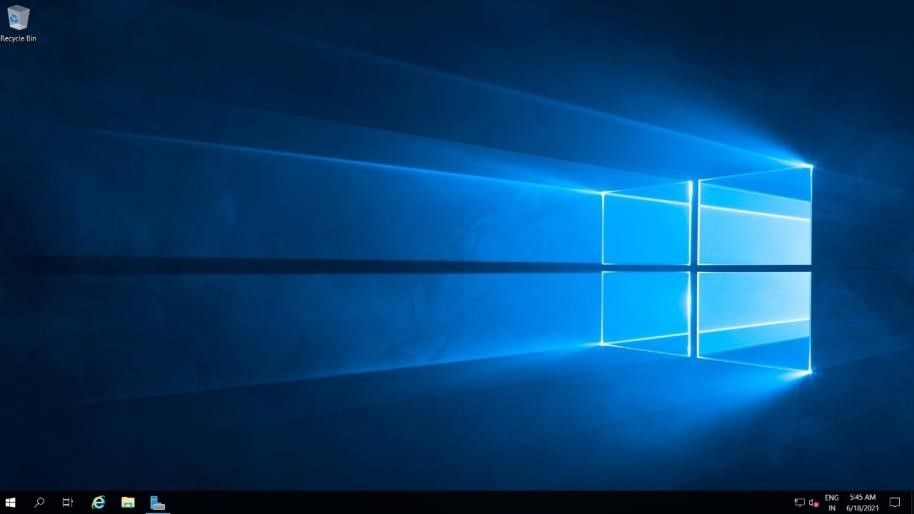 Recycle Bin
ENG 5:45 AM
IN 6/18/2021